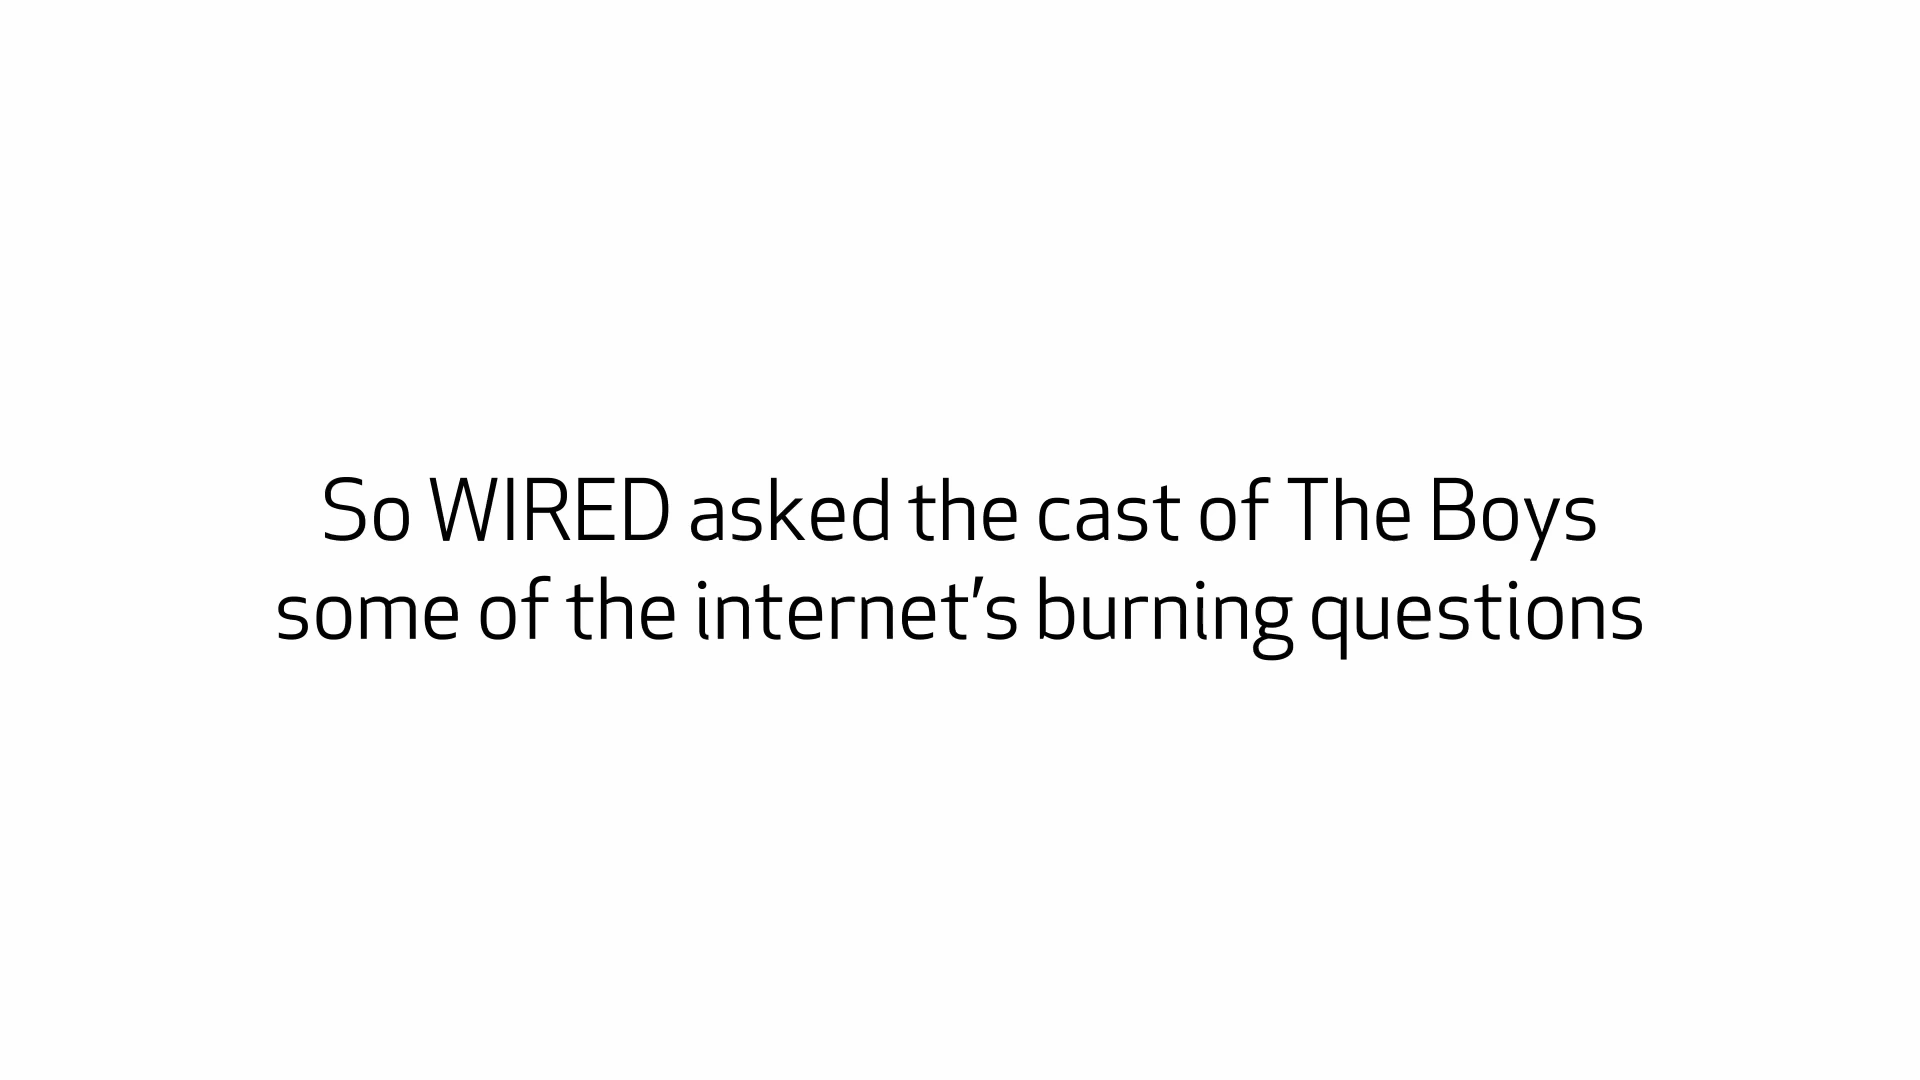 So WIRED asked the cast of The Boys
some of the internet’s burning questions